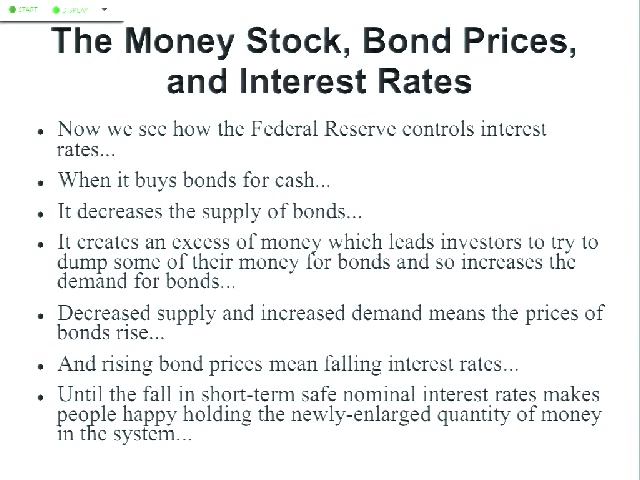 START DISPLAY
The Money Stock, Bond Prices,
and Interest Rates
Now we see how the Federal Reserve controls interest
rates...
When it buys bonds for cash...
It decreases the supply of bonds...
It creates an excess of money which leads investors to try to
dump some of their money for bonds and so increases the
demand for bonds...
Decreased supply and increased demand means the prices of
bonds rise...
And rising bond prices mean falling interest rates...
Until the fall in short-term safe nominal interest rates makes
people happy holding the newly-enlarged quantity of money
in the system...